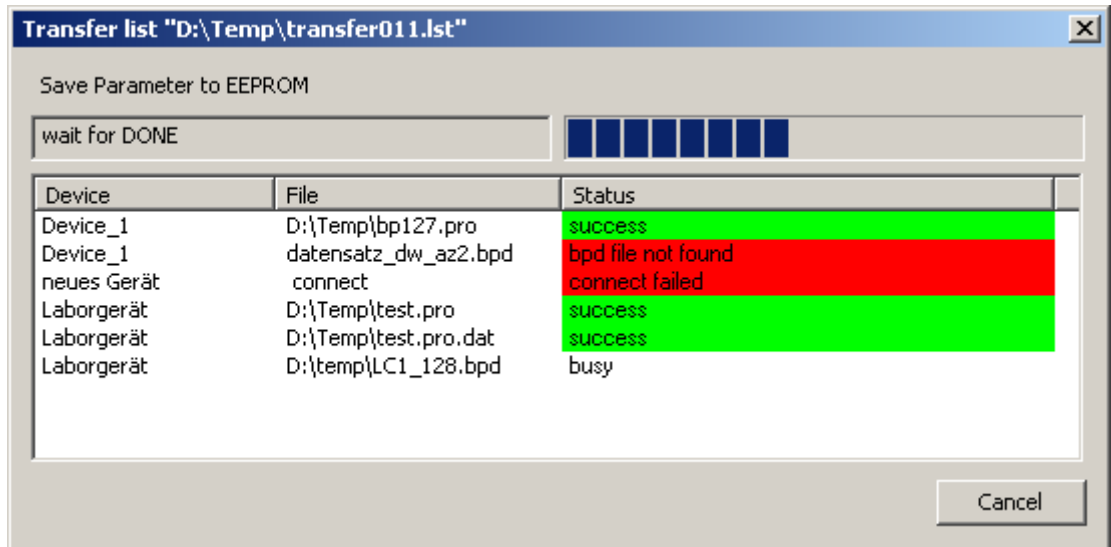 Transfer list "D:\Temp\transfer011.lst"
Save Parameter to EEPROM
wait for DONE
Device File Status
Device_1 D:\Temp\bp127.pro success
Device_1 datensatz_dw_az2.bpd bpd file not found
neues Gerät connect connect failed
Laborgerät D:\Temp\test.pro success
Laborgerät D:\Temp\test.pro.dat success
Laborgerät D:\temp\LC1_128.bpd busy
Cancel